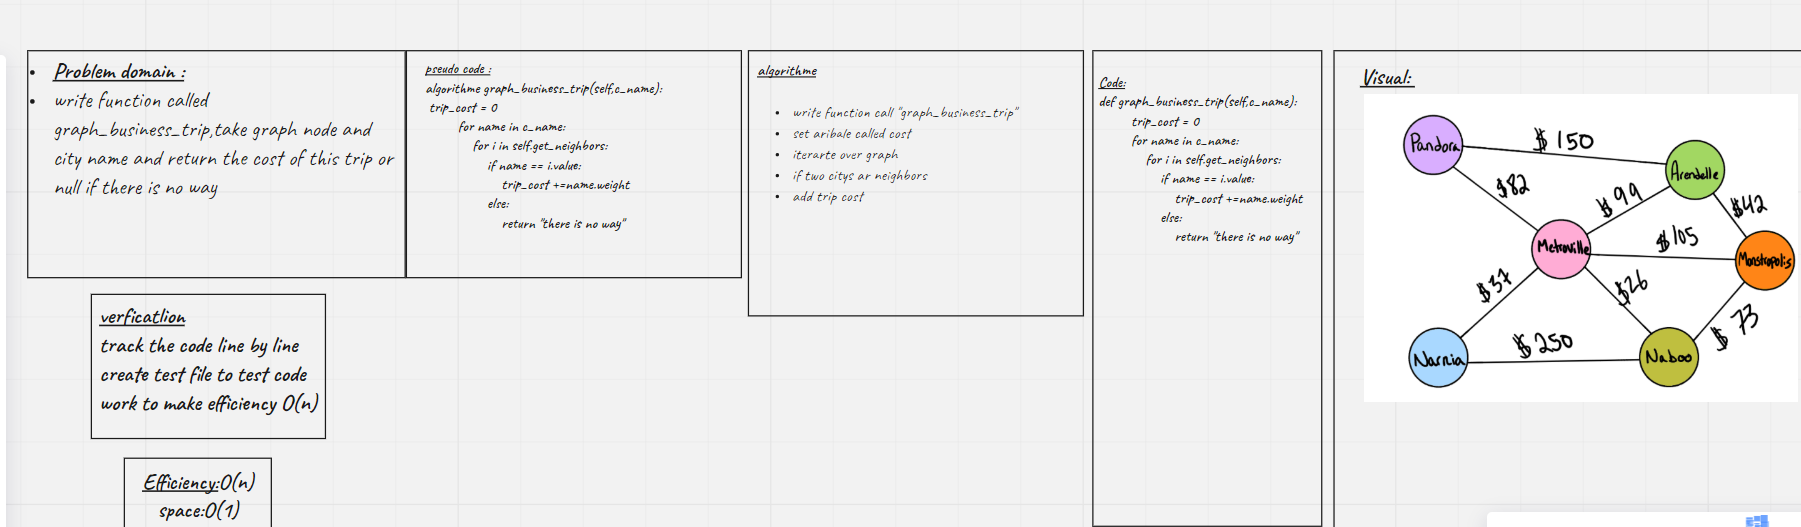 Problem domain :
write function called
graph_business_trip,take graph node and
city name and return the cost of this trip or
null if there is no way
pseudo code :
algorithme graph_business_trip(self,c_name):
trip_cost = 0
for name in c_name:
for i in self.get_neighbors:
if name == i.value:
trip_cost +=name.weight
else:
return "there is no way"
algorithme
write function call "graph_business_trip"
set aribale called cost
iterarte over graph
if two citys ar neighbors
add trip cost
Code:
def graph_business_trip(self,c_name):
trip_cost = 0
for name in c_name:
for i in self.get_neighbors:
if name == i.value:
trip_cost +=name.weight
else:
return "there is no way"
Visual:
Pandora
$ 150
Arendelle
$82
$99
$42
Metroville
$105
Monstropolis
$37
$26
$ 73
Narnia
$250
Naboo
verficatlion
track the code line by line
create test file to test code
work to make efficiency O(n)
Efficiency:O(n)
space:O(1)